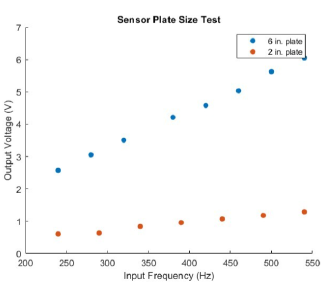 Sensor Plate Size Test
7
6 in. plate
2 in. plate
6
5
4
3
2
1
0
Output Voltage (V)
200 250 300 350 400 450 500 550
Input Frequency (Hz)